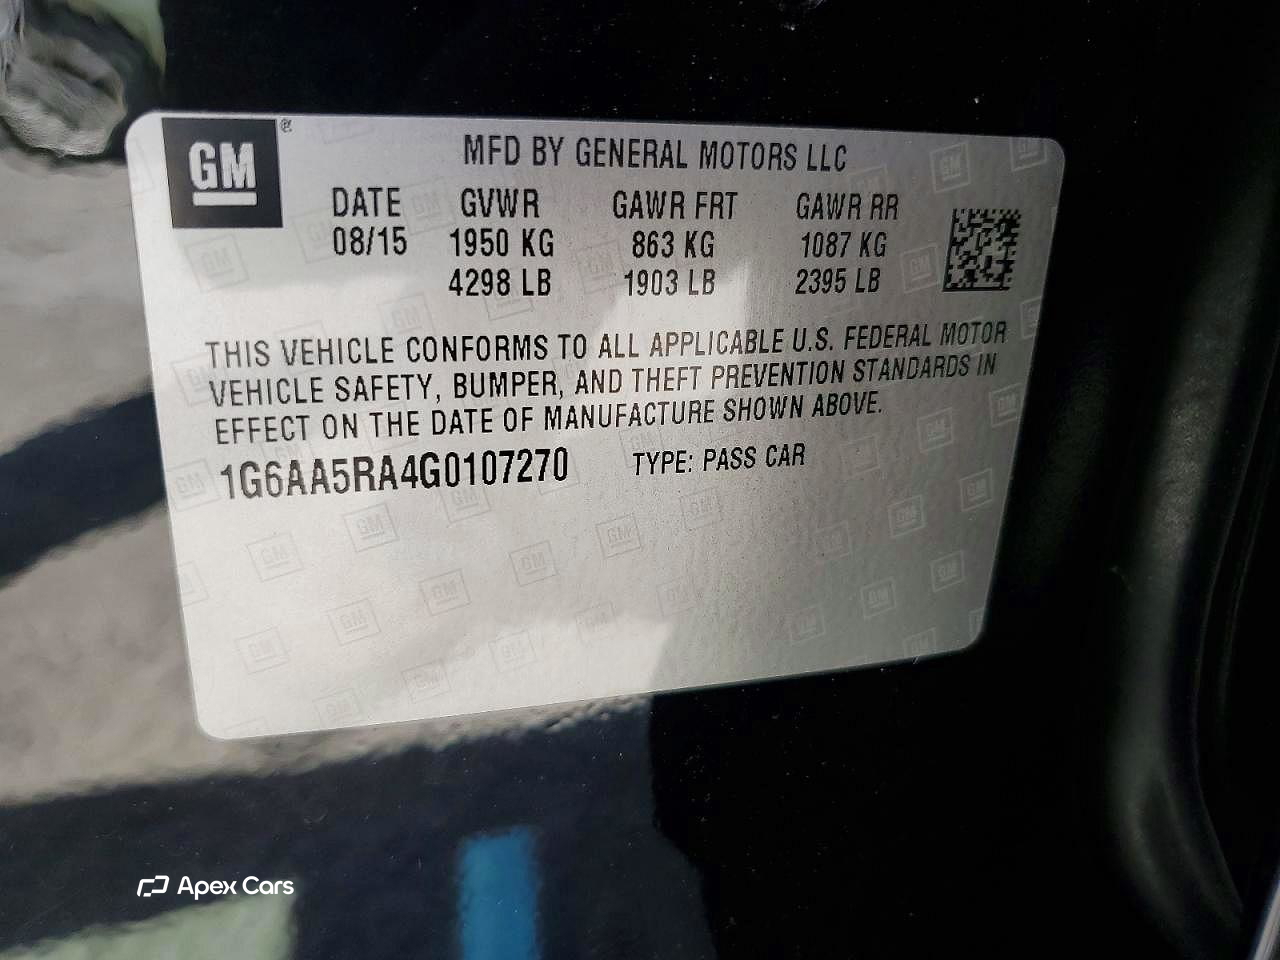 GM
MFD BY GENERAL MOTORS LLC
DATE GVWR GAWR FRT GAWR RR
08/15 1950 KG 863 KG 1087 KG
4298 LB 1903 LB 2395 LB
THIS VEHICLE CONFORMS TO ALL APPLICABLE U.S. FEDERAL MOTOR
VEHICLE SAFETY, BUMPER, AND THEFT PREVENTION STANDARDS IN
EFFECT ON THE DATE OF MANUFACTURE SHOWN ABOVE.
1G6AA5RA4G0107270 TYPE: PASS CAR
Apex Cars